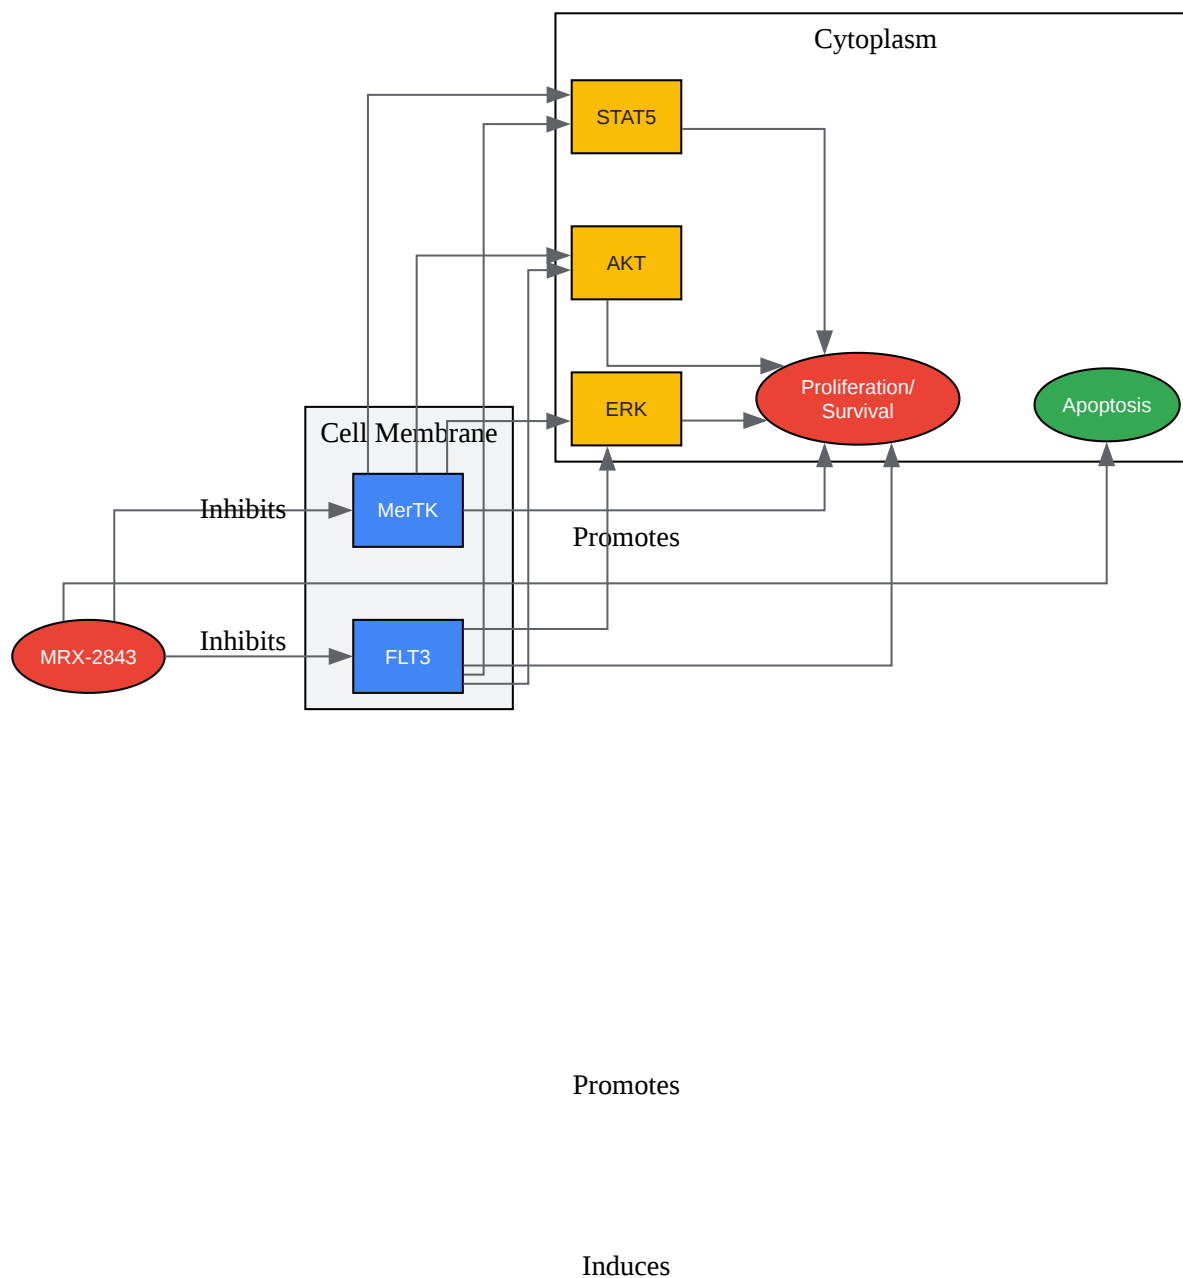 Cytoplasm
STAT5
AKT
Proliferation/
Survival
Apoptosis
ERK
Cell Membrane
Inhibits
MerTK
Promotes
Inhibits
MRX-2843
FLT3
Promotes
Induces